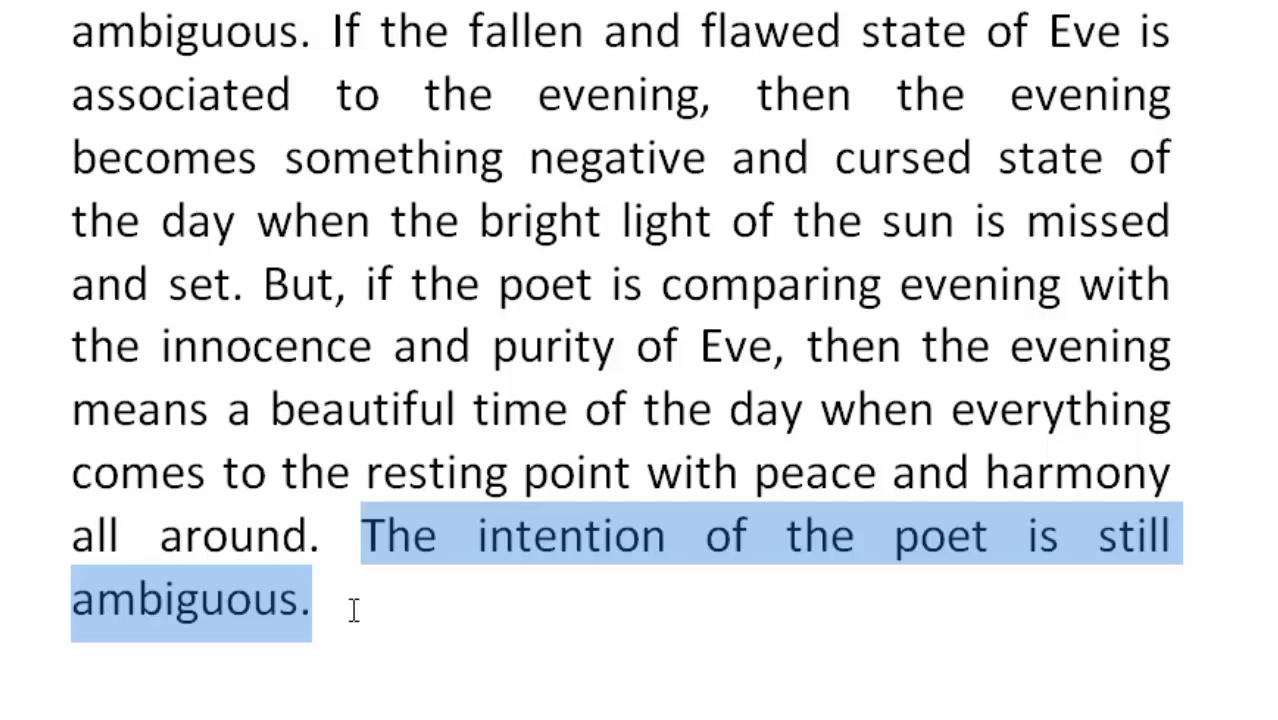 ambiguous. If the fallen and flawed state of Eve is
associated to the evening, then the evening
becomes something negative and cursed state of
the day when the bright light of the sun is missed
and set. But, if the poet is comparing evening with
the innocence and purity of Eve, then the evening
means a beautiful time of the day when everything
comes to the resting point with peace and harmony
all around. The intention of the poet is still
ambiguous.